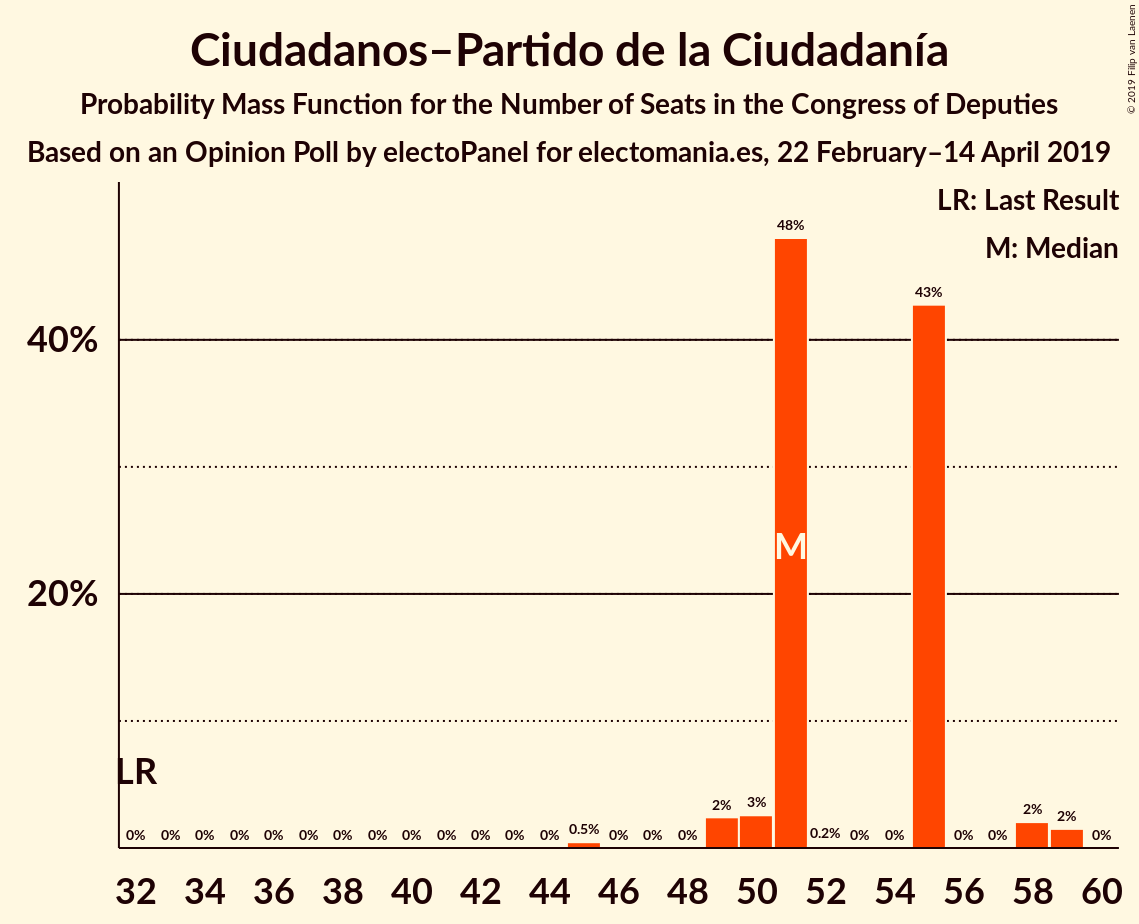 Ciudadanos–Partido de la Ciudadanía
Probability Mass Function for the Number of Seats in the Congress of Deputies
Based on an Opinion Poll by electoPanel for electomania.es, 22 February–14 April 2019
© 2019 Filip van Laenen
LR: Last Result
M: Median
48%
43%
40%
M
20%
LR
0% 0% 0% 0% 0% 0% 0% 0% 0% 0% 0% 0% 0% 0.5% 0% 0% 0% 2% 3% 0.2% 0% 0% 0% 0% 2% 2% 0%
32 34 36 38 40 42 44 46 48 50 52 54 56 58 60